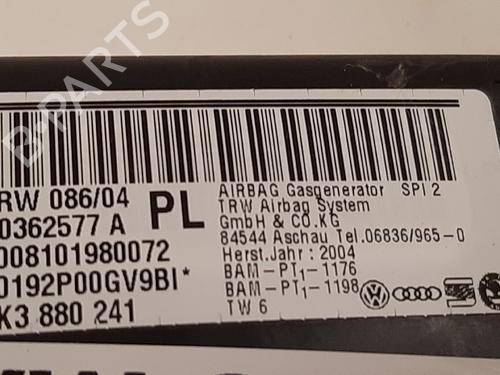 B-PARTS
RW 086/04
0362577 A
PL
008101980072
0192P00GV9BI*
K3 880 241
AIRBAG Gasgenerator SPI 2
TRW Airbag System
GmbH & CO.KG
84544 Aschau Tel.06836/965-0
Herst.Jahr: 2004
BAM-PT₁-1176
BAM-PT₁-1198
TW 6